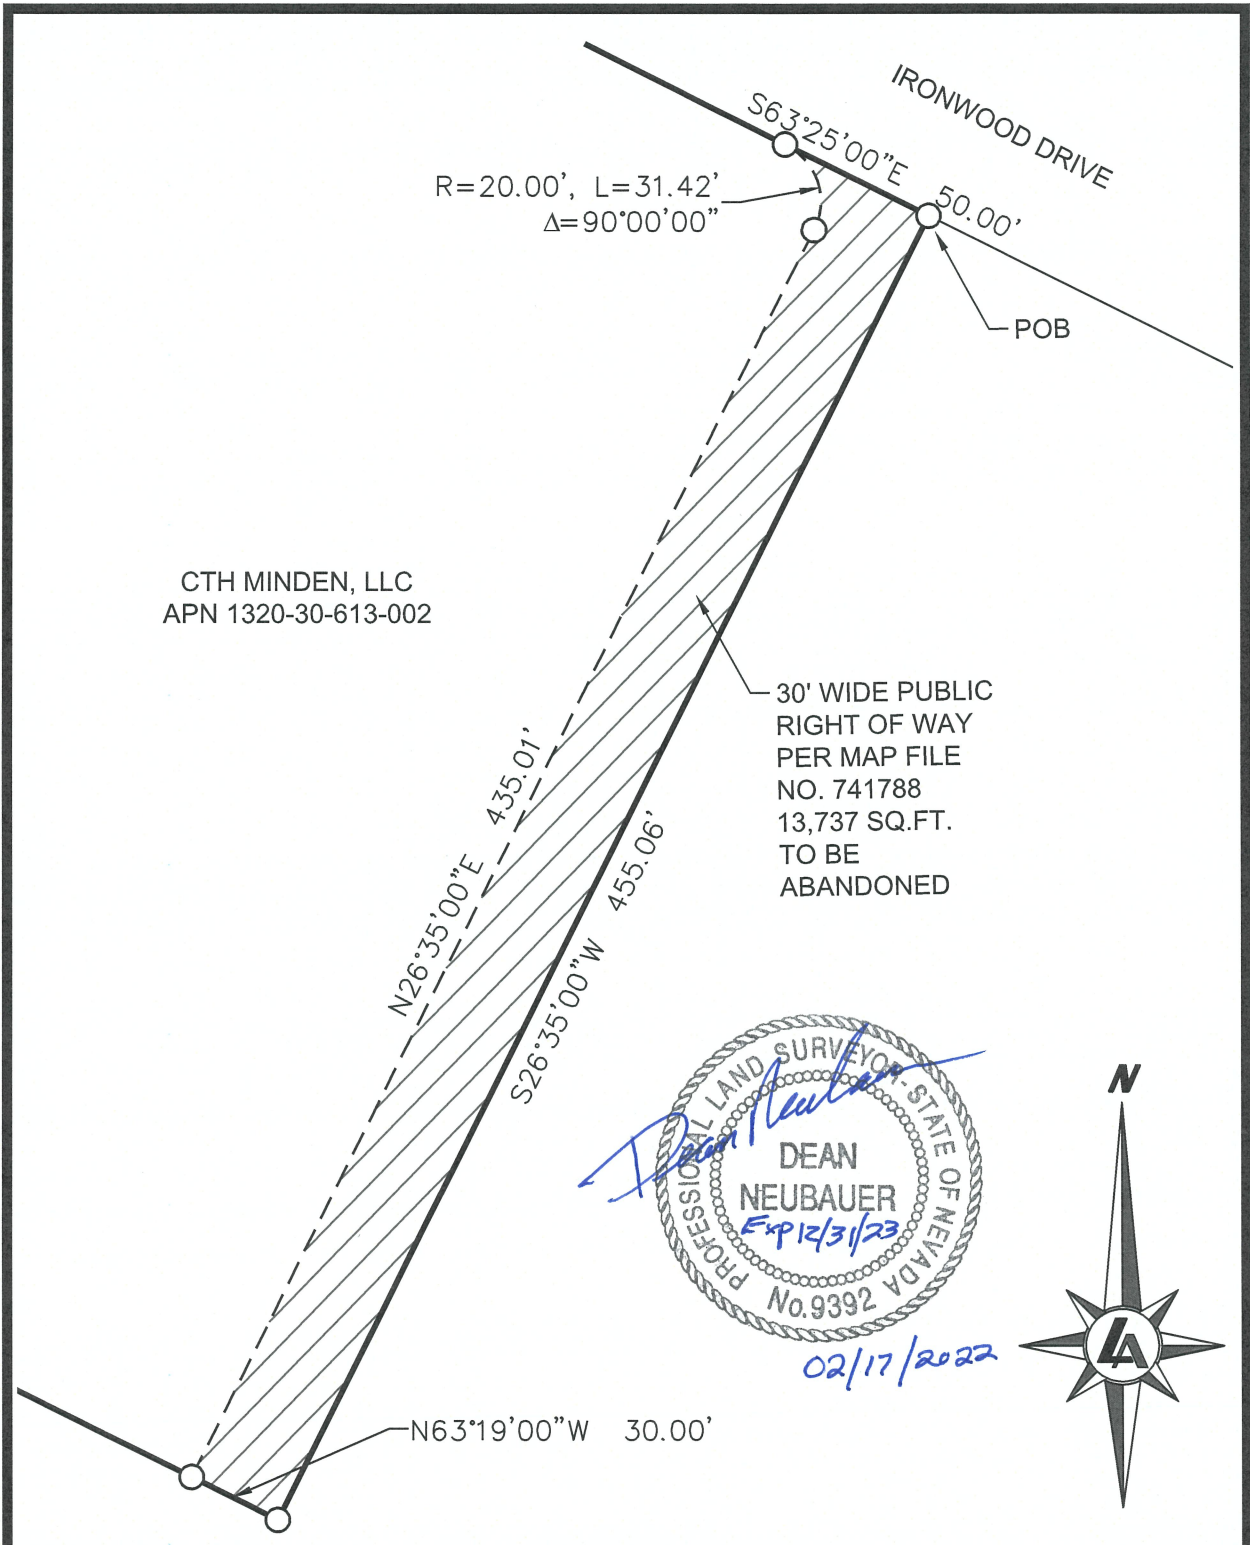 IRONWOOD DRIVE
S63°25'00"E 50.00'
R=20.00', L=31.42'
Δ=90°00'00"
POB
CTH MINDEN, LLC
APN 1320-30-613-002
30' WIDE PUBLIC
RIGHT OF WAY
PER MAP FILE
NO. 741788
13,737 SQ.FT.
TO BE
ABANDONED
N26°35'00"E 435.01'
S26°35'00"W 455.06'
PROFESSIONAL LAND SURVEYOR-STATE OF NEVADA
Dean Neubauer
DEAN
NEUBAUER
Exp 12/31/23
No.9392
02/17/2022
N
LA
N63°19'00"W 30.00'